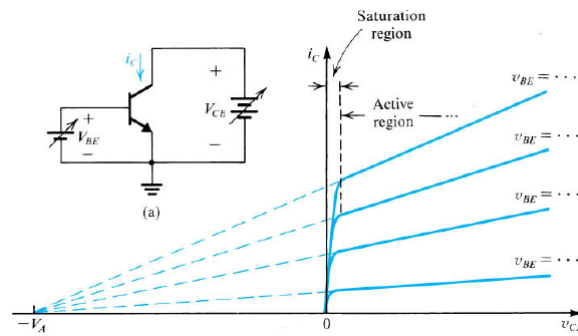 Saturation
region
i_C
v_BE = ···
Active ···
region
v_BE = ···
v_BE = ···
v_BE = ···
i_C
+
V_CE
−
+
V_BE
−
(a)
−V_A
0
v_C